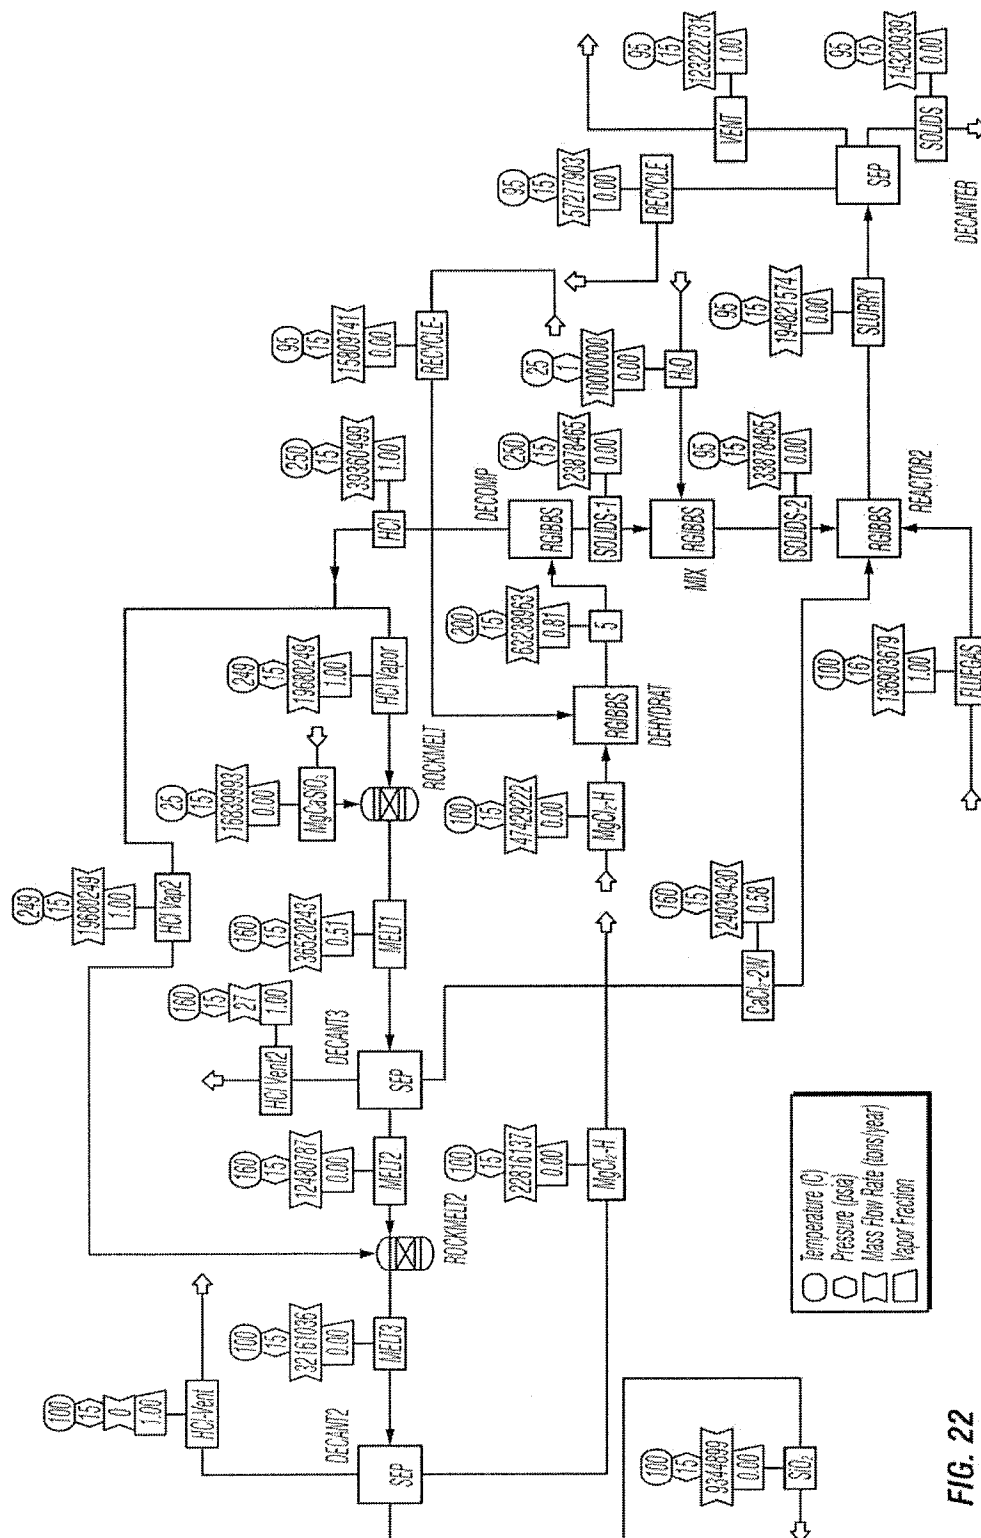 100
15
0
1.00
HCl-Vent
DECANT2
SEP
100
15
32161036
0.00
MELT3
ROCKMELT2
160
15
12480787
0.00
MELT2
DECANT3
SEP
160
15
27
1.00
HCl Vent2
249
15
19680249
1.00
HCl Vap2
160
15
36520243
0.51
MELT1
25
15
16839993
0.00
MgCaSiO₃
ROCKMELT
249
15
19680249
1.00
HCl Vapor
250
15
39360499
1.00
HCl
95
15
15809741
0.00
RECYCLE-
100
15
9344899
0.00
SiO₂
100
15
22816137
0.00
MgCl₂-H
100
15
47429222
0.00
MgCl₂-H
RGIBBS
DEHYDRAT
200
15
63238963
0.81
5
DECOMP
RGIBBS
250
15
23878465
0.00
SOLIDS-1
25
1
10000000
0.00
H₂O
RGIBBS
MIX
95
15
33878465
0.00
SOLIDS-2
160
15
24039430
0.58
CaCl₂-2W
100
16
136903679
1.00
FLUEGAS
RGIBBS
REACTOR2
95
15
194821574
0.00
SLURRY
95
15
57277903
0.00
RECYCLE
SEP
DECANTER
95
15
123222731
1.00
VENT
95
15
14320939
0.00
SOLIDS
Temperature (C)
Pressure (psia)
Mass Flow Rate (tons/year)
Vapor Fraction
FIG. 22